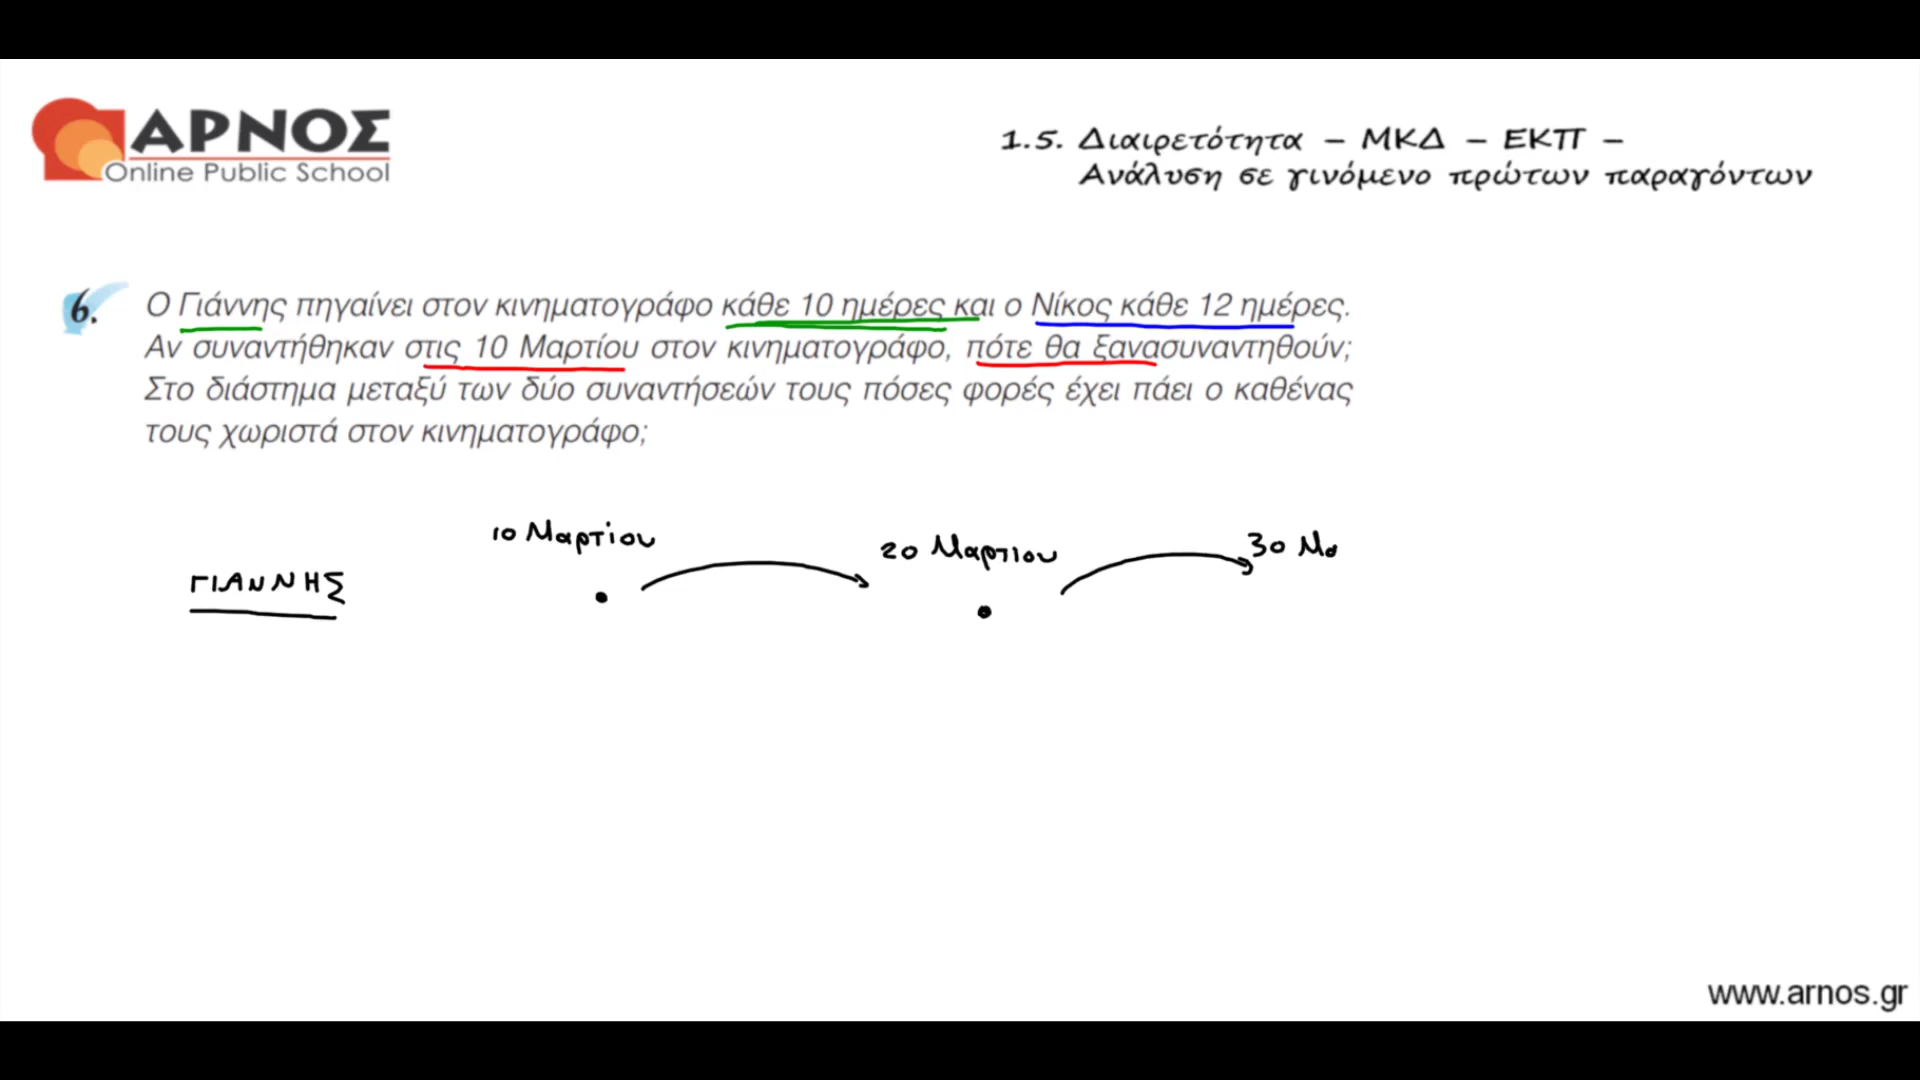 ΑΡΝΟΣ
Online Public School
1.5. Διαιρετότητα – ΜΚΔ – ΕΚΠ –
Ανάλυση σε γινόμενο πρώτων παραγόντων
6. Ο Γιάννης πηγαίνει στον κινηματογράφο κάθε 10 ημέρες και ο Νίκος κάθε 12 ημέρες.
Αν συναντήθηκαν στις 10 Μαρτίου στον κινηματογράφο, πότε θα ξανασυναντηθούν;
Στο διάστημα μεταξύ των δύο συναντήσεών τους πόσες φορές έχει πάει ο καθένας
τους χωριστά στον κινηματογράφο;
10 Μαρτίου
20 Μαρτιου
30 Μα
ΓΙΑΝΝΗΣ
www.arnos.gr